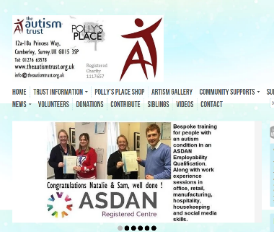 the
autism
trust
POLLY'S
PLACE
12a-14a Princess Way,
Camberley, Surrey, UK GU15 3SP
Tel: 01276
www.theautismtrust.org.uk
info@theautismtrust.org.uk
Registered
Charity
HOME TRUST INFORMATION POLLY'S PLACE SHOP ARTISM GALLERY COMMUNITY SUPPORTS SU
NEWS VOLUNTEERS DONATIONS CONTRIBUTE SIBLINGS VIDEOS CONTACT
Bespoke training
for people with
an autism
condition in an
ASDAN
Employability
Qualification.
Along with work
experience
sessions in
office, retail,
manufacturing,
hospitality,
housekeeping
and social media
skills.
Congratulations Natalie & Sam, well done !
ASDAN
Registered Centre